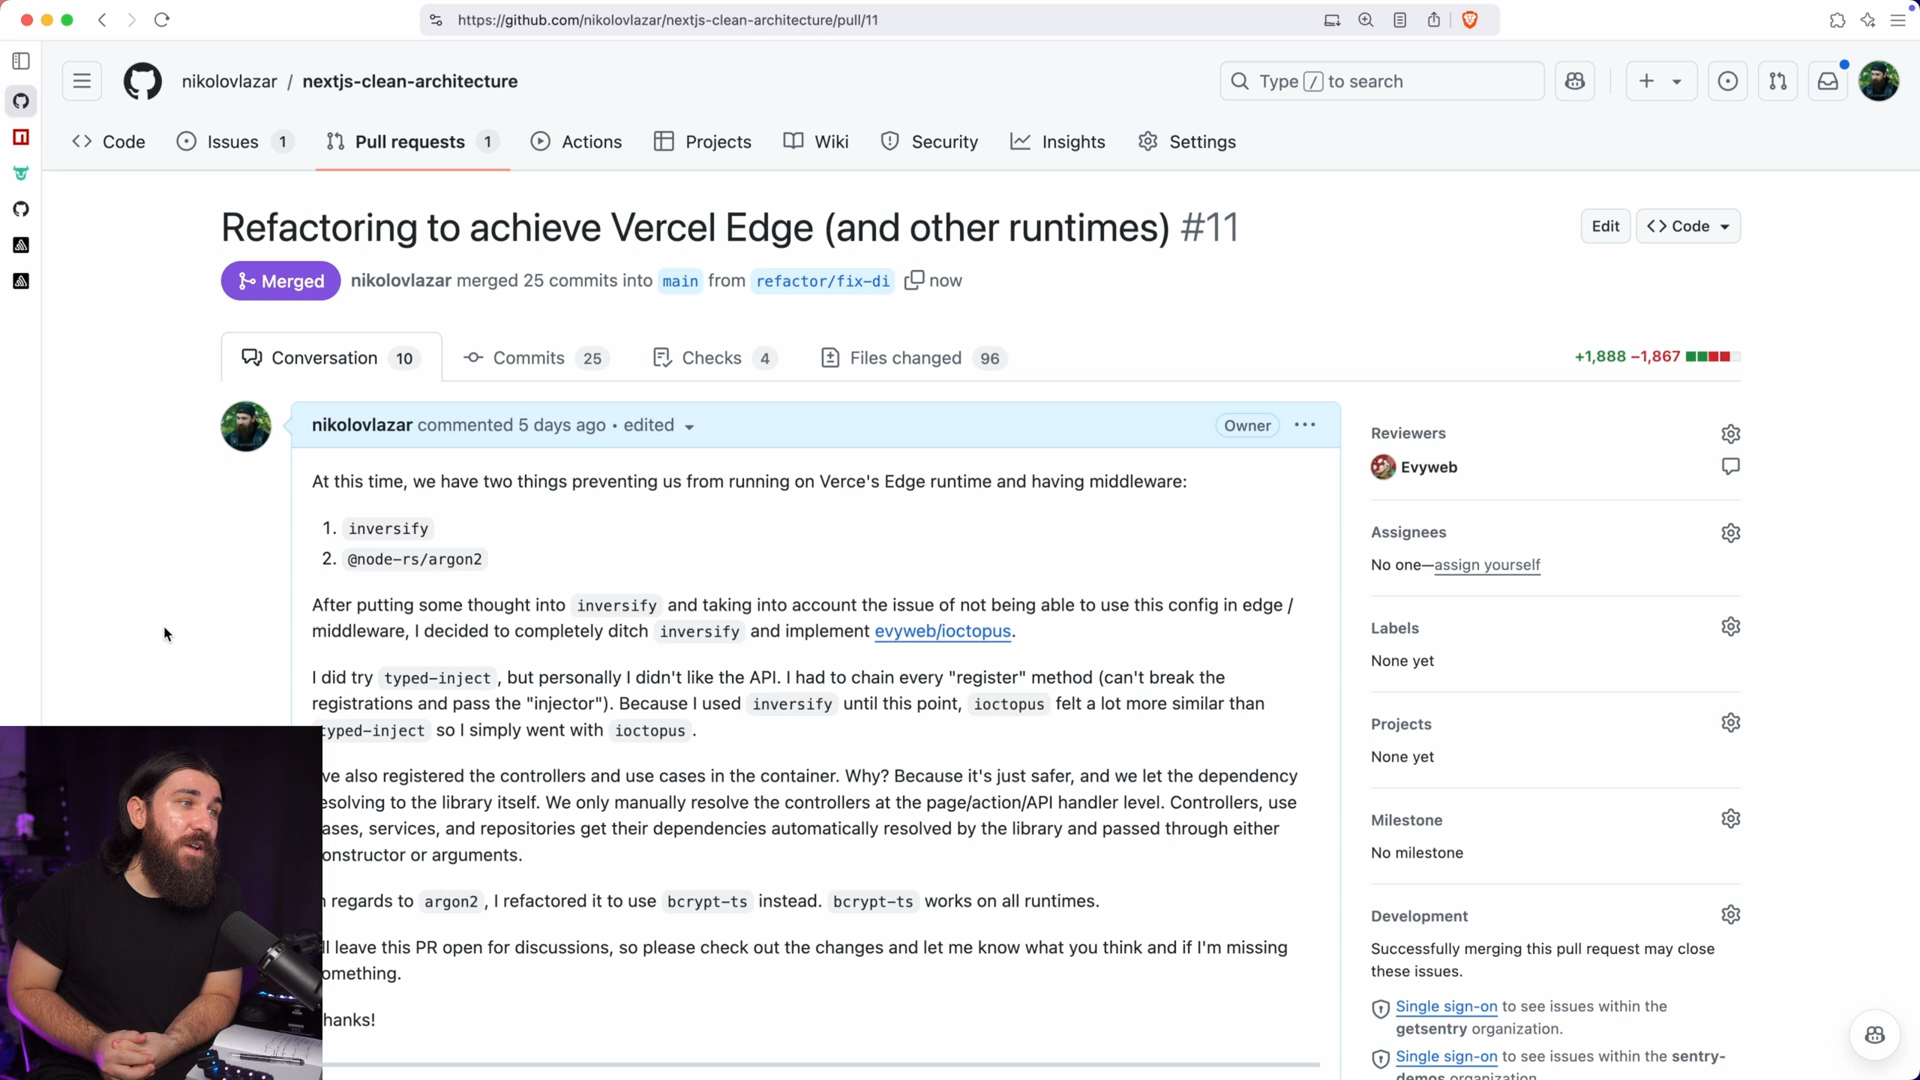 https://github.com/nikolovlazar/nextjs-clean-architecture/pull/11
nikolovlazar / nextjs-clean-architecture
Type / to search
Code
Issues 1
Pull requests 1
Actions
Projects
Wiki
Security
Insights
Settings
Refactoring to achieve Vercel Edge (and other runtimes) #11
Edit
Code
Merged
nikolovlazar merged 25 commits into main from refactor/fix-di now
Conversation 10
Commits 25
Checks 4
Files changed 96
+1,888 −1,867
nikolovlazar commented 5 days ago • edited
Owner
At this time, we have two things preventing us from running on Verce's Edge runtime and having middleware:
1. inversify
2. @node-rs/argon2
After putting some thought into inversify and taking into account the issue of not being able to use this config in edge /
middleware, I decided to completely ditch inversify and implement evyweb/ioctopus.
I did try typed-inject, but personally I didn't like the API. I had to chain every "register" method (can't break the
registrations and pass the "injector"). Because I used inversify until this point, ioctopus felt a lot more similar than
typed-inject so I simply went with ioctopus.
've also registered the controllers and use cases in the container. Why? Because it's just safer, and we let the dependency
esolving to the library itself. We only manually resolve the controllers at the page/action/API handler level. Controllers, use
ases, services, and repositories get their dependencies automatically resolved by the library and passed through either
onstructor or arguments.
n regards to argon2, I refactored it to use bcrypt-ts instead. bcrypt-ts works on all runtimes.
ll leave this PR open for discussions, so please check out the changes and let me know what you think and if I'm missing
omething.
hanks!
Reviewers
Evyweb
Assignees
No one—assign yourself
Labels
None yet
Projects
None yet
Milestone
No milestone
Development
Successfully merging this pull request may close
these issues.
Single sign-on to see issues within the
getsentry organization.
Single sign-on to see issues within the sentry-
demos organization.